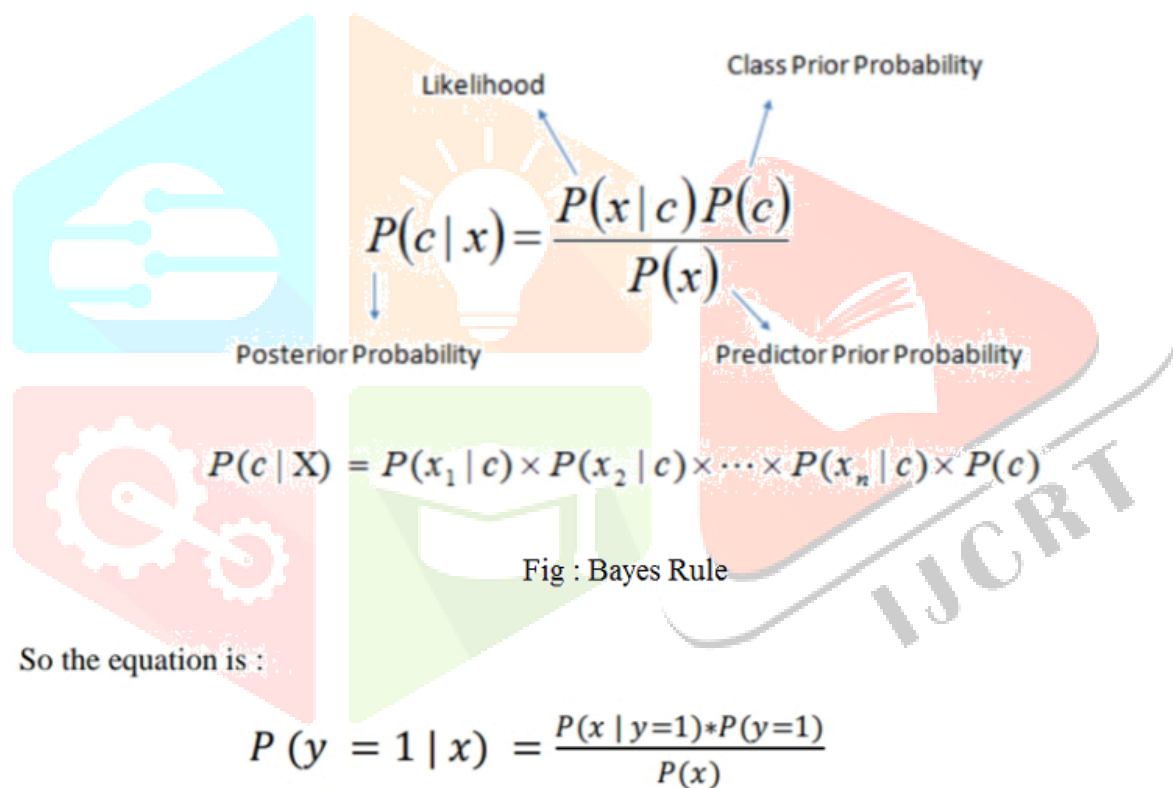 Likelihood
Class Prior Probability
P(c | x) = P(x | c)P(c) / P(x)
Posterior Probability
Predictor Prior Probability
P(c | X) = P(x₁ | c) × P(x₂ | c) × ⋯ × P(xₙ | c) × P(c)
Fig : Bayes Rule
IJCRT
So the equation is :
P (y = 1 | x) = P(x | y=1)*P(y=1) / P(x)